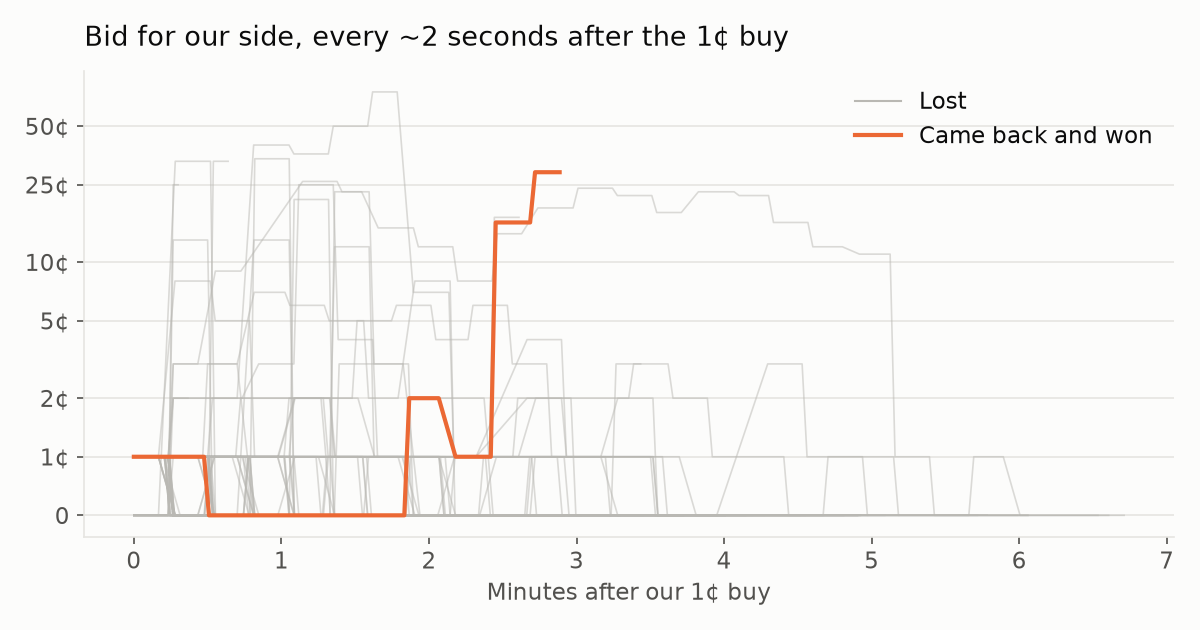 Bid for our side, every ~2 seconds after the 1¢ buy
Lost
Came back and won
50¢
25¢
10¢
5¢
2¢
1¢
0
0 1 2 3 4 5 6 7
Minutes after our 1¢ buy